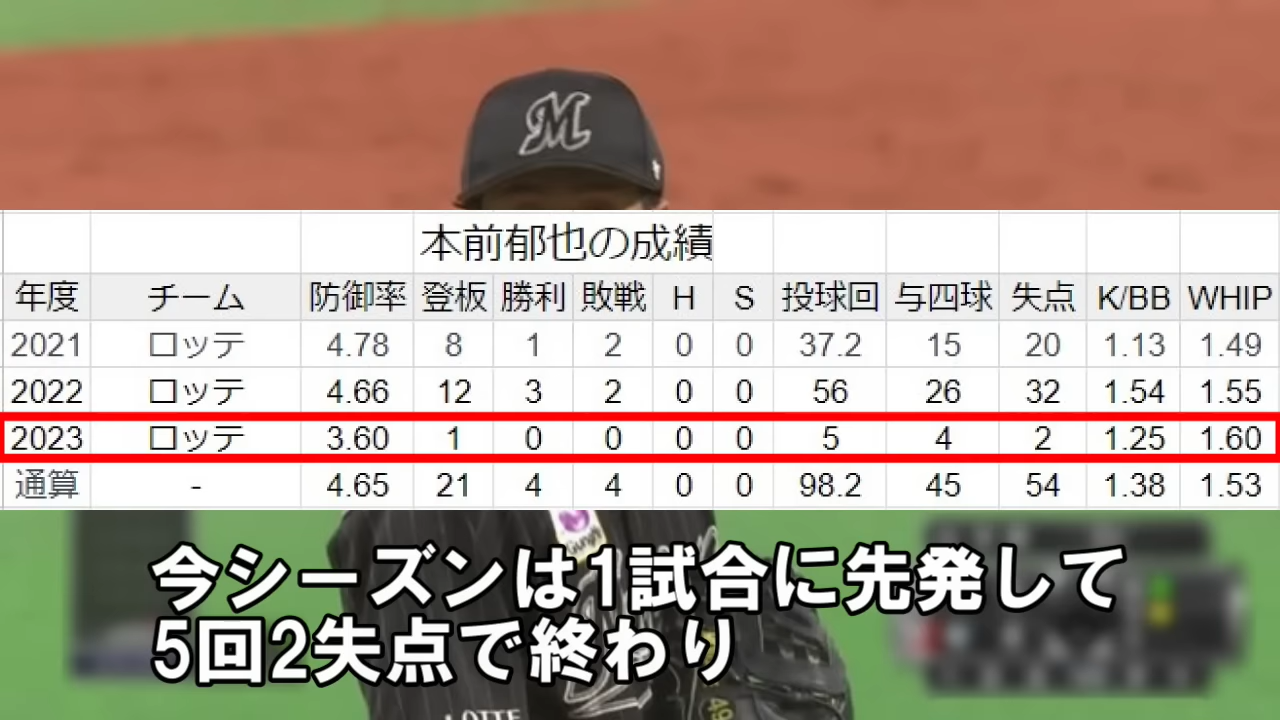 M
本前郁也の成績
年度 チーム 防御率 登板 勝利 敗戦 H S 投球回 与四球 失点 K/BB WHIP
2021 ロッテ 4.78 8 1 2 0 0 37.2 15 20 1.13 1.49
2022 ロッテ 4.66 12 3 2 0 0 56 26 32 1.54 1.55
2023 ロッテ 3.60 1 0 0 0 0 5 4 2 1.25 1.60
通算 - 4.65 21 4 4 0 0 98.2 45 54 1.38 1.53
今シーズンは1試合に先発して
5回2失点で終わり
LOTTE
49